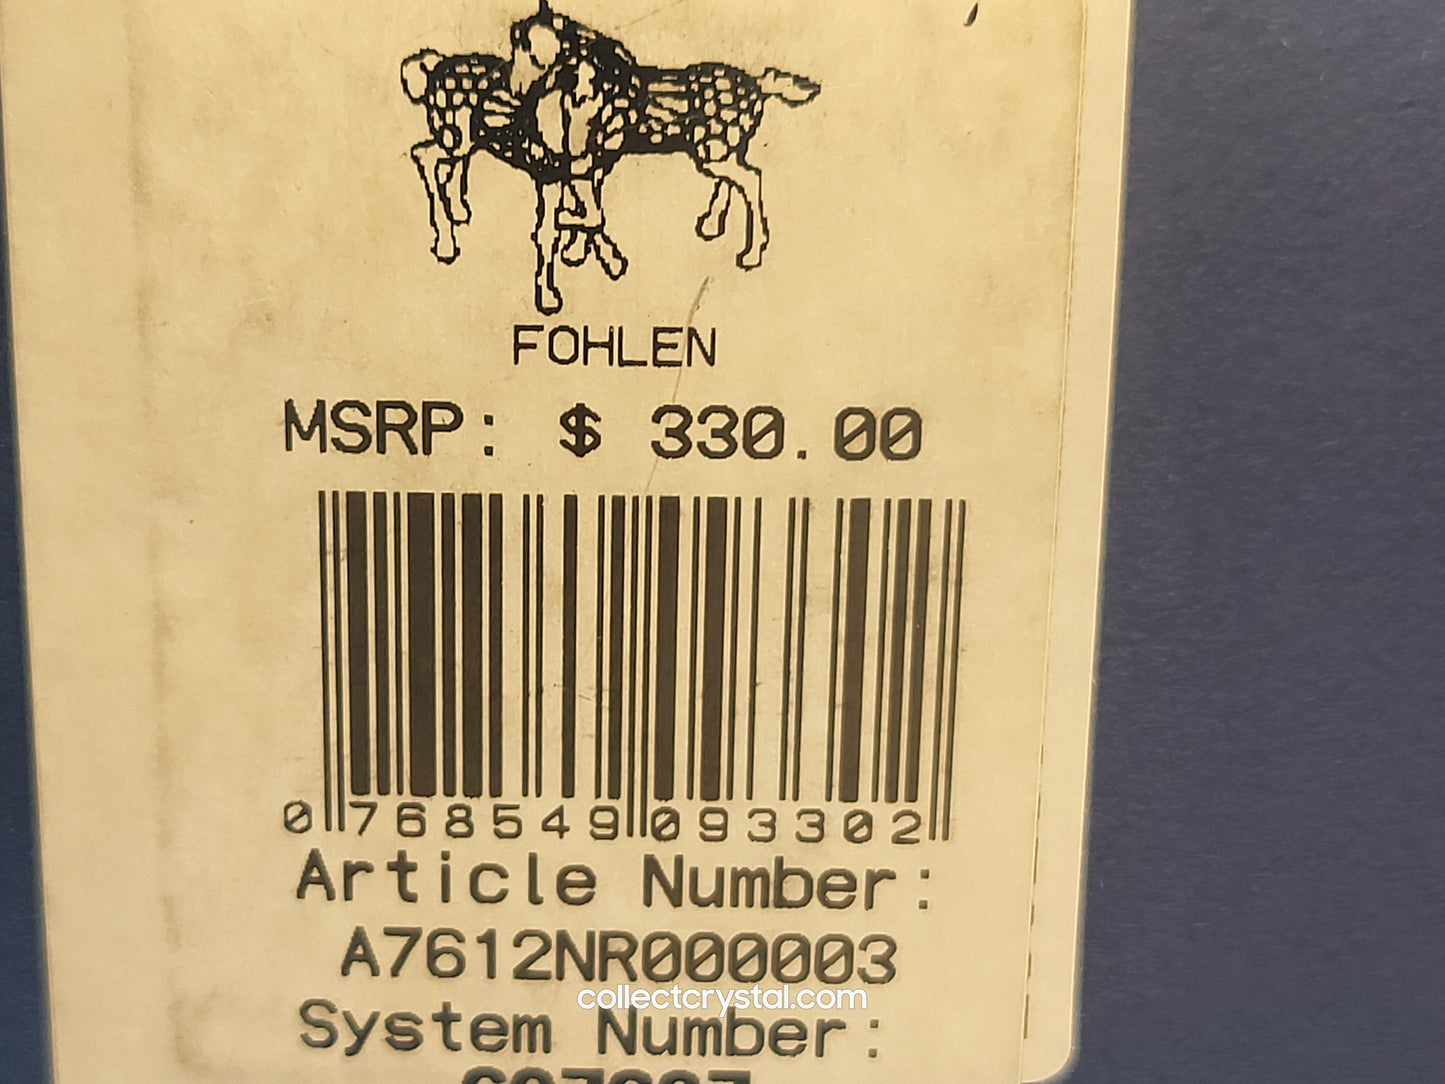 FOHLEN
MSRP: $ 330.00
0 768549 093302
Article Number:
A7612NR000003
collectcrystal.com
System Number: